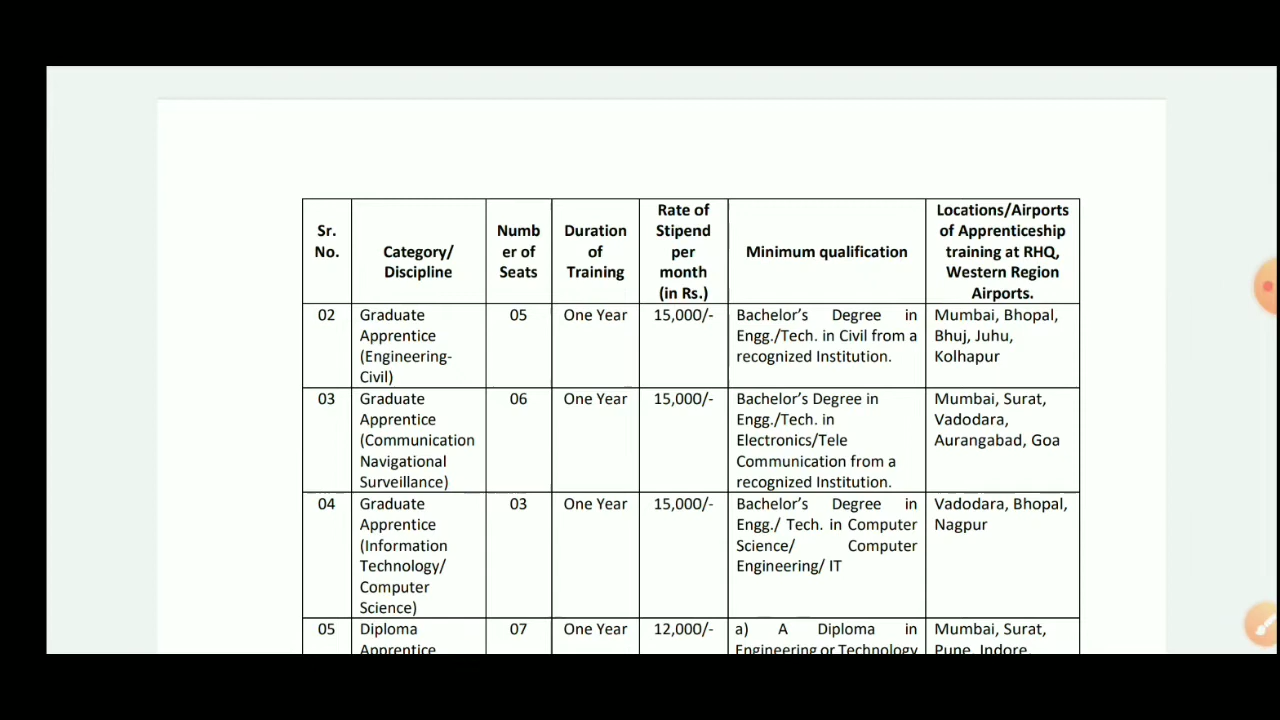 Sr. No.
Category/ Discipline
Numb er of Seats
Duration of Training
Rate of Stipend per month (in Rs.)
Minimum qualification
Locations/Airports of Apprenticeship training at RHQ, Western Region Airports.
02
Graduate
Apprentice
(Engineering-
Civil)
05
One Year
15,000/-
Bachelor’s Degree in
Engg./Tech. in Civil from a
recognized Institution.
Mumbai, Bhopal,
Bhuj, Juhu,
Kolhapur
03
Graduate
Apprentice
(Communication
Navigational
Surveillance)
06
One Year
15,000/-
Bachelor’s Degree in
Engg./Tech. in
Electronics/Tele
Communication from a
recognized Institution.
Mumbai, Surat,
Vadodara,
Aurangabad, Goa
04
Graduate
Apprentice
(Information
Technology/
Computer
Science)
03
One Year
15,000/-
Bachelor’s Degree in
Engg./ Tech. in Computer
Science/ Computer
Engineering/ IT
Vadodara, Bhopal,
Nagpur
05
Diploma
Apprentice
07
One Year
12,000/-
a) A Diploma in
Engineering or Technology
Mumbai, Surat,
Pune, Indore,